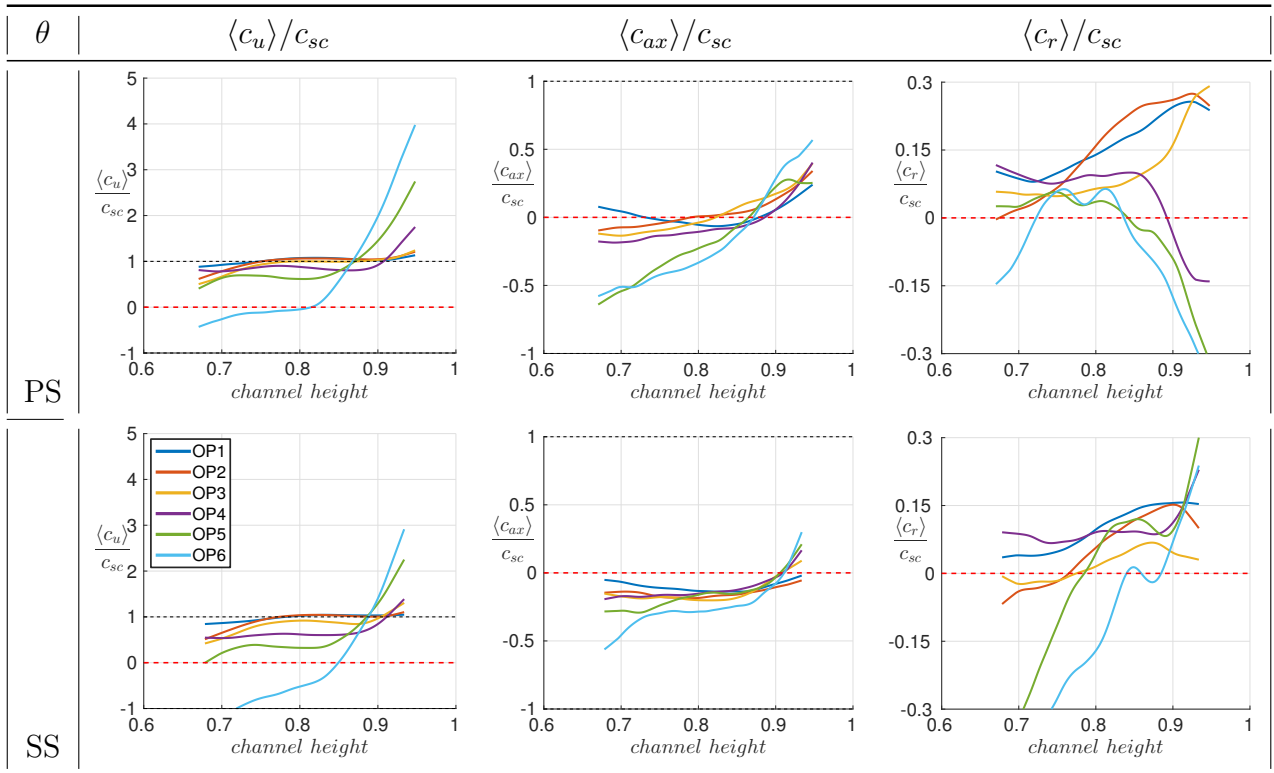 θ ⟨c_u⟩/c_sc ⟨c_ax⟩/c_sc ⟨c_r⟩/c_sc
PS
5
4
3
2
1
0
-1
⟨c_u⟩
c_sc
0.6 0.7 0.8 0.9 1
channel height
1
0.5
0
-0.5
-1
⟨c_ax⟩
c_sc
0.6 0.7 0.8 0.9 1
channel height
0.3
0.15
0
-0.15
-0.3
⟨c_r⟩
c_sc
0.6 0.7 0.8 0.9 1
channel height
SS
5
4
3
2
1
0
-1
⟨c_u⟩
c_sc
OP1
OP2
OP3
OP4
OP5
OP6
0.6 0.7 0.8 0.9 1
channel height
1
0.5
0
-0.5
-1
⟨c_ax⟩
c_sc
0.6 0.7 0.8 0.9 1
channel height
0.3
0.15
0
-0.15
-0.3
⟨c_r⟩
c_sc
0.6 0.7 0.8 0.9 1
channel height